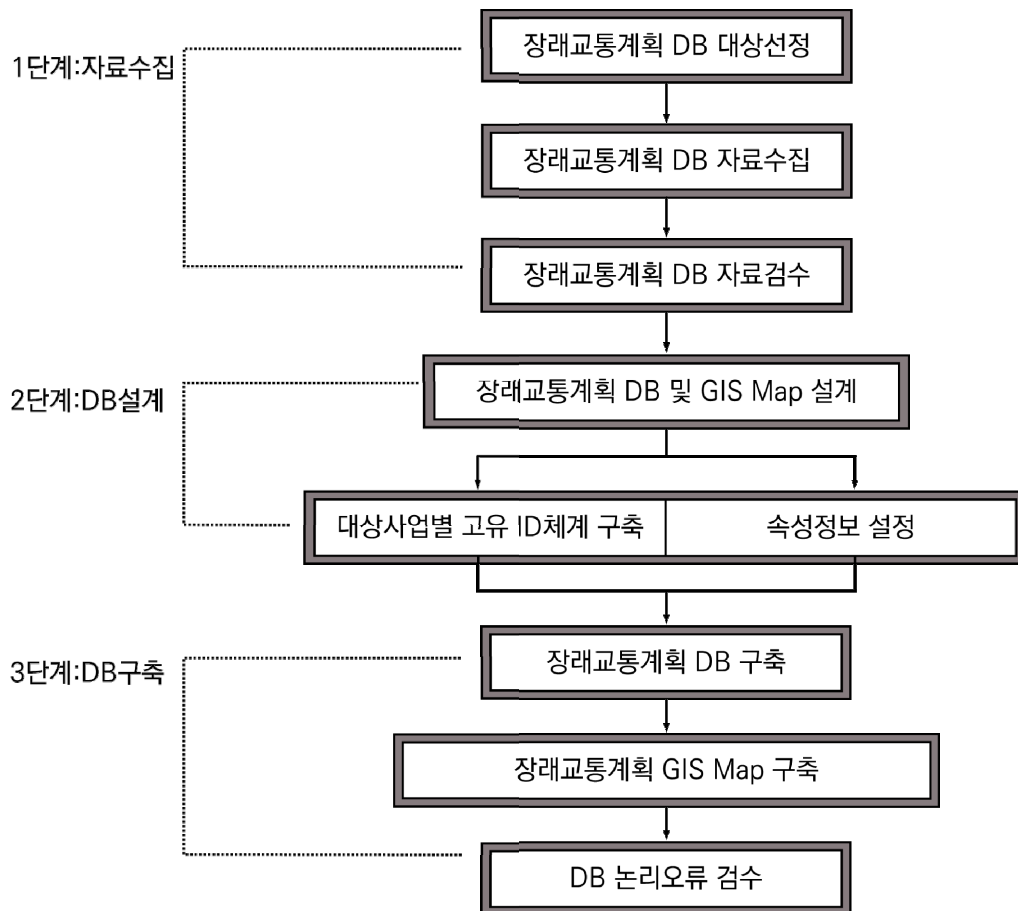 장래교통계획 DB 대상선정
1단계:자료수집
장래교통계획 DB 자료수집
장래교통계획 DB 자료검수
장래교통계획 DB 및 GIS Map 설계
2단계:DB설계
대상사업별 고유 ID체계 구축 속성정보 설정
장래교통계획 DB 구축
3단계:DB구축
장래교통계획 GIS Map 구축
DB 논리오류 검수